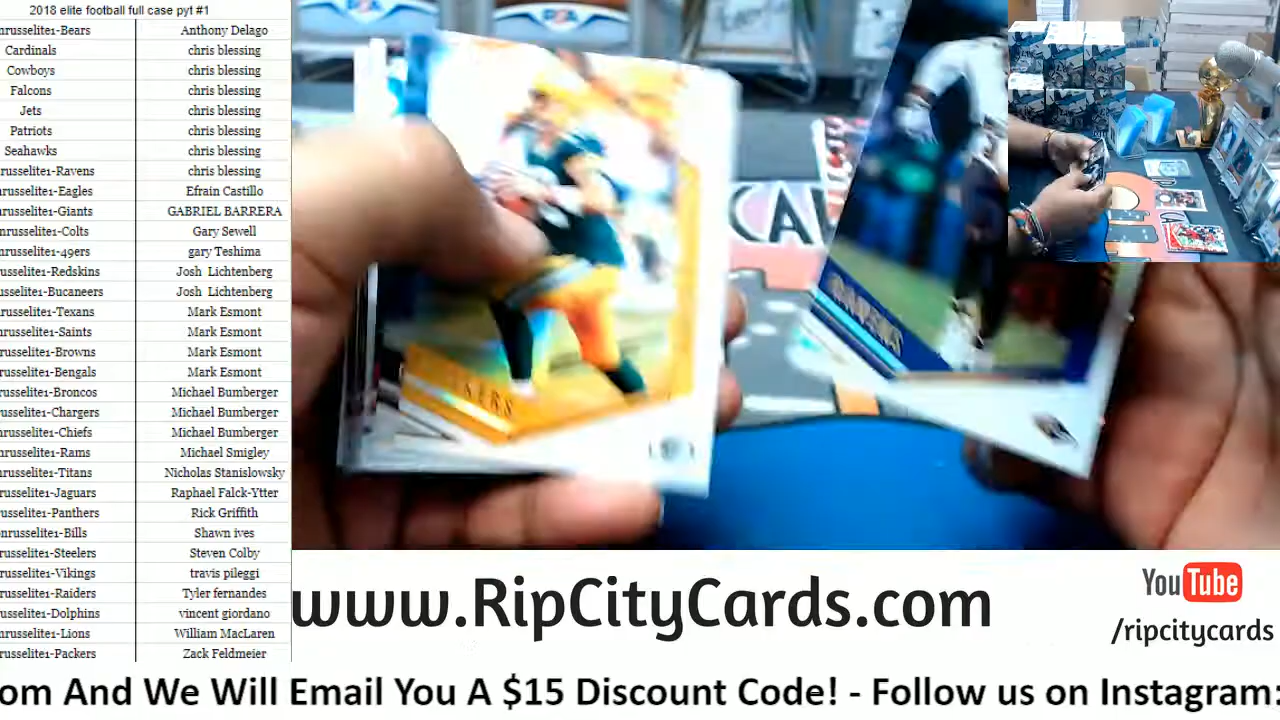 2018 elite football full case pyt #1
nrusselite1-Bears Anthony Delago
Cardinals chris blessing
Cowboys chris blessing
Falcons chris blessing
Jets chris blessing
Patriots chris blessing
Seahawks chris blessing
nrusselite1-Ravens chris blessing
nrusselite1-Eagles Efrain Castillo
nrusselite1-Giants GABRIEL BARRERA
nrusselite1-Colts Gary Sewell
nrusselite1-49ers gary Teshima
russelite1-Redskins Josh Lichtenberg
usselite1-Bucaneers Josh Lichtenberg
russelite1-Texans Mark Esmont
nrusselite1-Saints Mark Esmont
russelite1-Browns Mark Esmont
russelite1-Bengals Mark Esmont
russelite1-Broncos Michael Bumberger
russelite1-Chargers Michael Bumberger
nrusselite1-Chiefs Michael Bumberger
nrusselite1-Rams Michael Smigley
nrusselite1-Titans Nicholas Stanislowsky
russelite1-Jaguars Raphael Falck-Ytter
russelite1-Panthers Rick Griffith
onrusselite1-Bills Shawn ives
russelite1-Steelers Steven Colby
russelite1-Vikings travis pileggi
russelite1-Raiders Tyler fernandes
usselite1-Dolphins vincent giordano
nrusselite1-Lions William MacLaren
russelite1-Packers Zack Feldmeier
CA
www.RipCityCards.com
YouTube
/ripcitycards
om And We Will Email You A $15 Discount Code! - Follow us on Instagram: